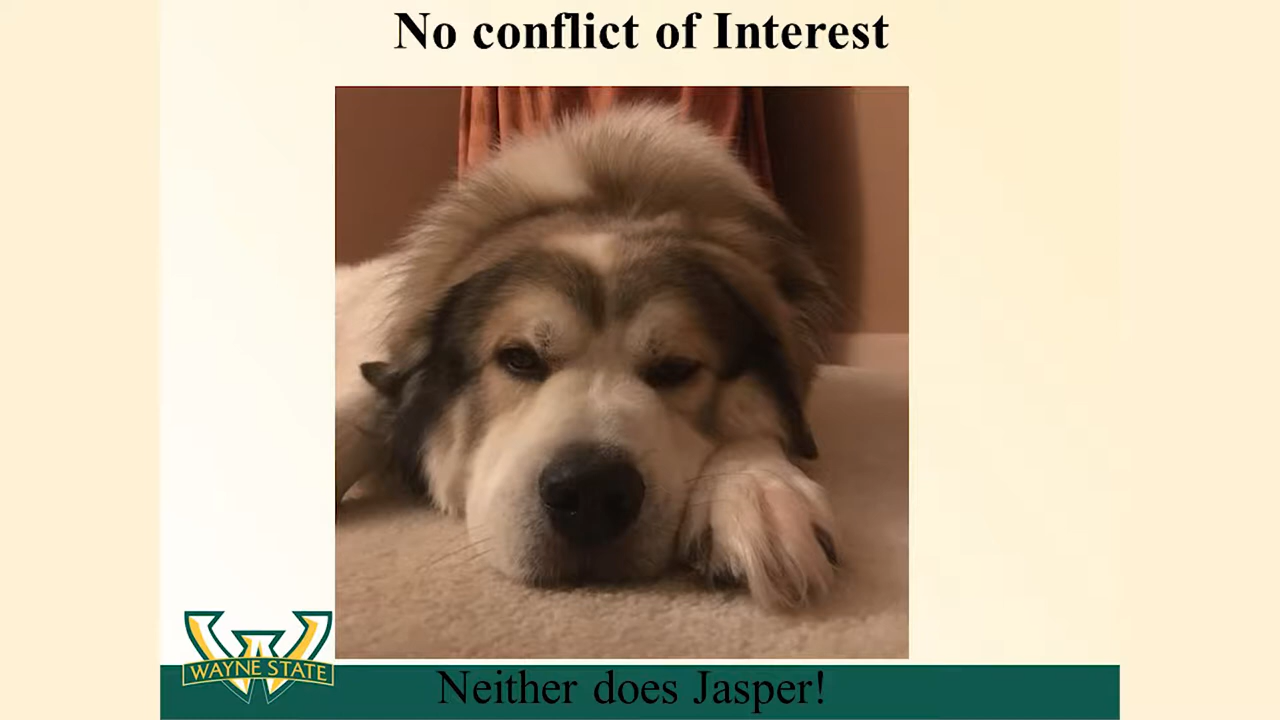 No conflict of Interest
WAYNE STATE
Neither does Jasper!